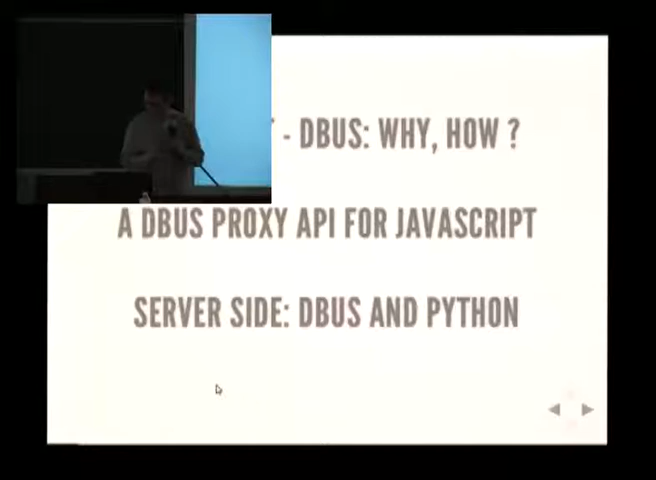 - DBUS: WHY, HOW ?
A DBUS PROXY API FOR JAVASCRIPT
SERVER SIDE: DBUS AND PYTHON